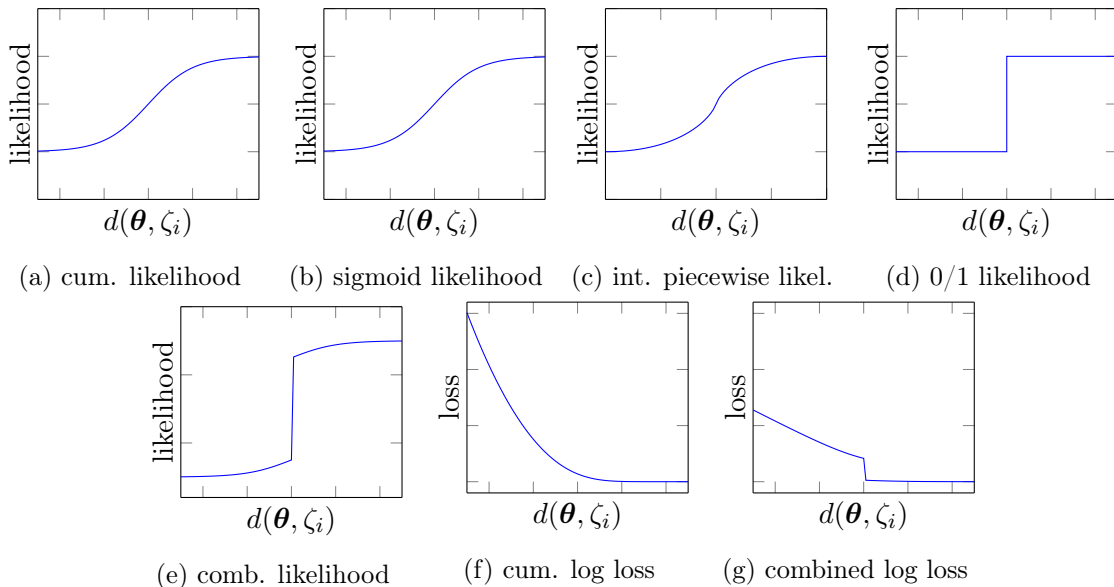 likelihood
d(θ, ζi)
(a) cum. likelihood
likelihood
d(θ, ζi)
(b) sigmoid likelihood
likelihood
d(θ, ζi)
(c) int. piecewise likel.
likelihood
d(θ, ζi)
(d) 0/1 likelihood
likelihood
d(θ, ζi)
(e) comb. likelihood
loss
d(θ, ζi)
(f) cum. log loss
loss
d(θ, ζi)
(g) combined log loss